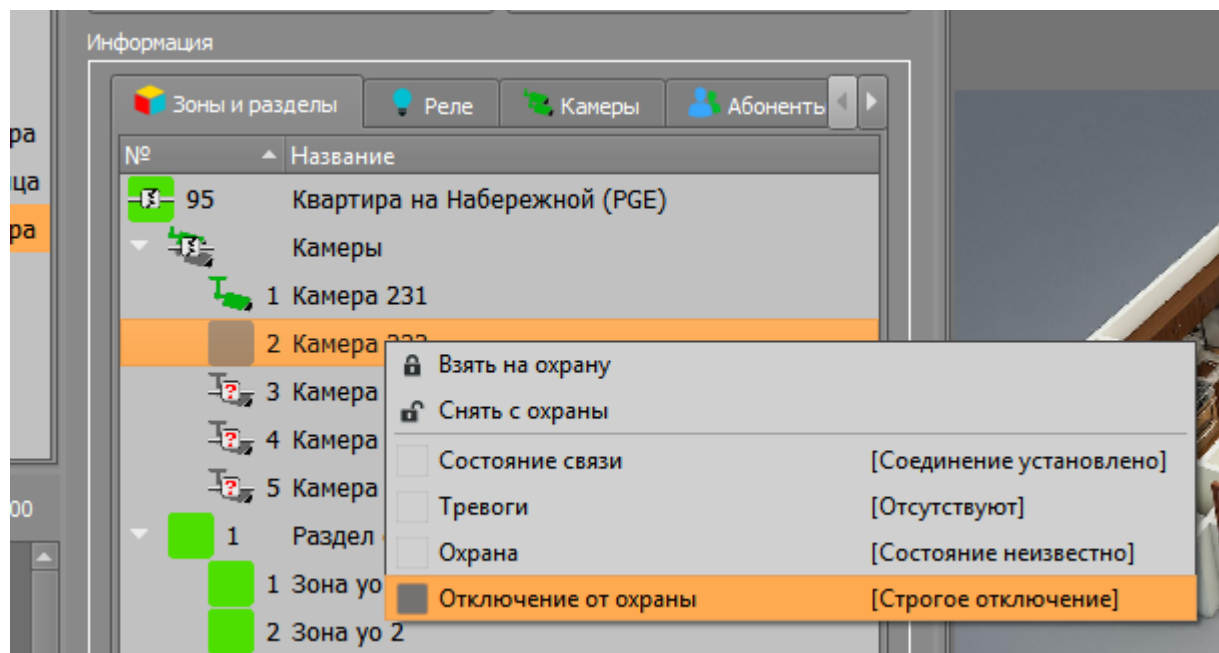 Информация
Зоны и разделы Реле Камеры Абоненты
№ Название
ра
ца
ра
95 Квартира на Набережной (PGE)
Камеры
1 Камера 231
2 Камера
3 Камера
4 Камера
5 Камера
00
1 Раздел
1 Зона уо
2 Зона уо 2
Взять на охрану
Снять с охраны
Состояние связи [Соединение установлено]
Тревоги [Отсутствуют]
Охрана [Состояние неизвестно]
Отключение от охраны [Строгое отключение]